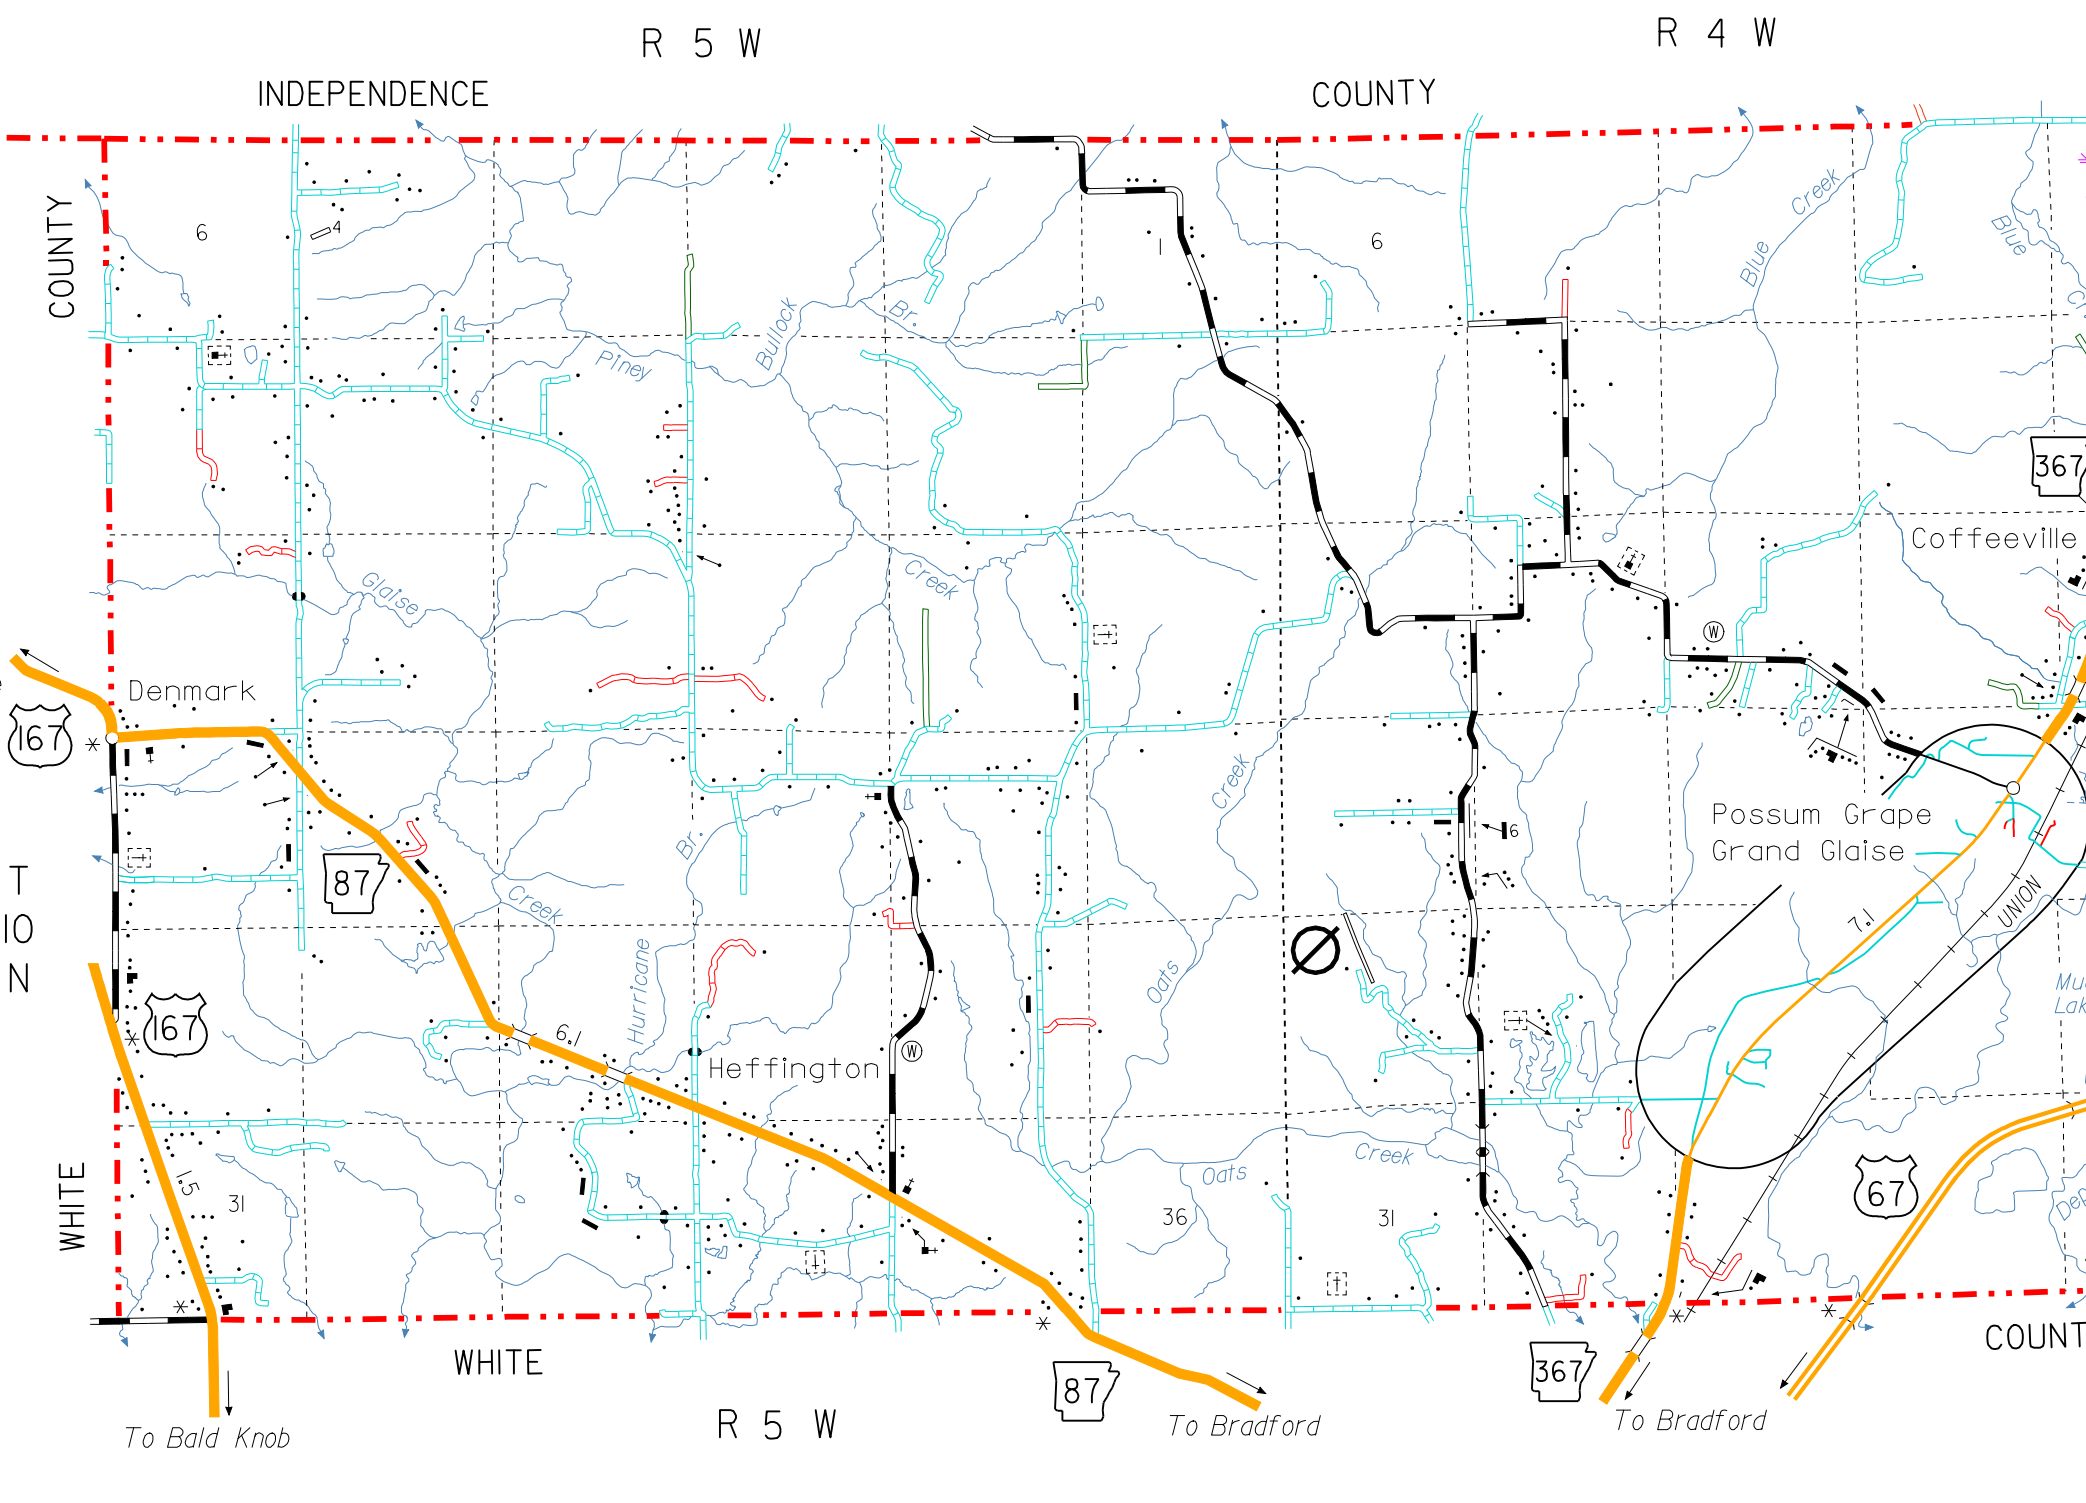 R 5 W
R 4 W
INDEPENDENCE
COUNTY
COUNTY
6
4
1
6
Creek
Blue
Blue
Bullock
Br.
Piney
367
Coffeeville
Glaise
Creek
Denmark
167
Creek
Br.
Possum Grape
Grand Glaise
6
W
87
Creek
7.1
UNION
T
10
N
Hurricane
Oats
167
6.1
Heffington
W
WHITE
1.5
31
Oats
Creek
36
31
67
WHITE
87
367
COUNT
To Bald Knob
R 5 W
To Bradford
To Bradford